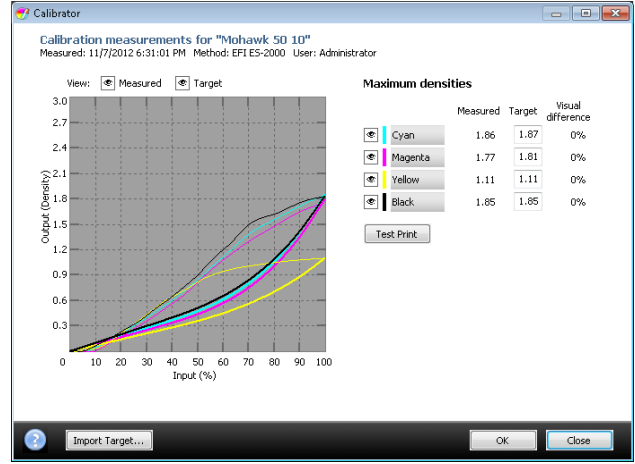 Calibrator
Calibration measurements for "Mohawk 50 10"
Measured: 11/7/2012 6:31:01 PM Method: EFI ES-2000 User: Administrator
View: Measured Target
3.0
2.7
2.4
2.1
1.8
1.5
1.2
0.9
0.6
0.3
0 10 20 30 40 50 60 70 80 90 100
Output (Density)
Input (%)
Maximum densities
Measured Target Visual difference
Cyan 1.86 1.87 0%
Magenta 1.77 1.81 0%
Yellow 1.11 1.11 0%
Black 1.85 1.85 0%
Test Print
? Import Target... OK Close